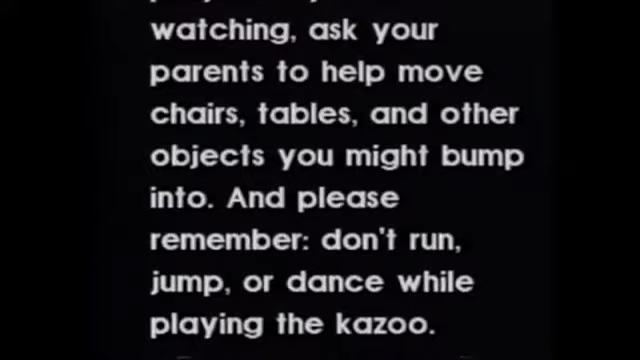 watching, ask your
parents to help move
chairs, tables, and other
objects you might bump
into. And please
remember: don't run,
jump, or dance while
playing the kazoo.